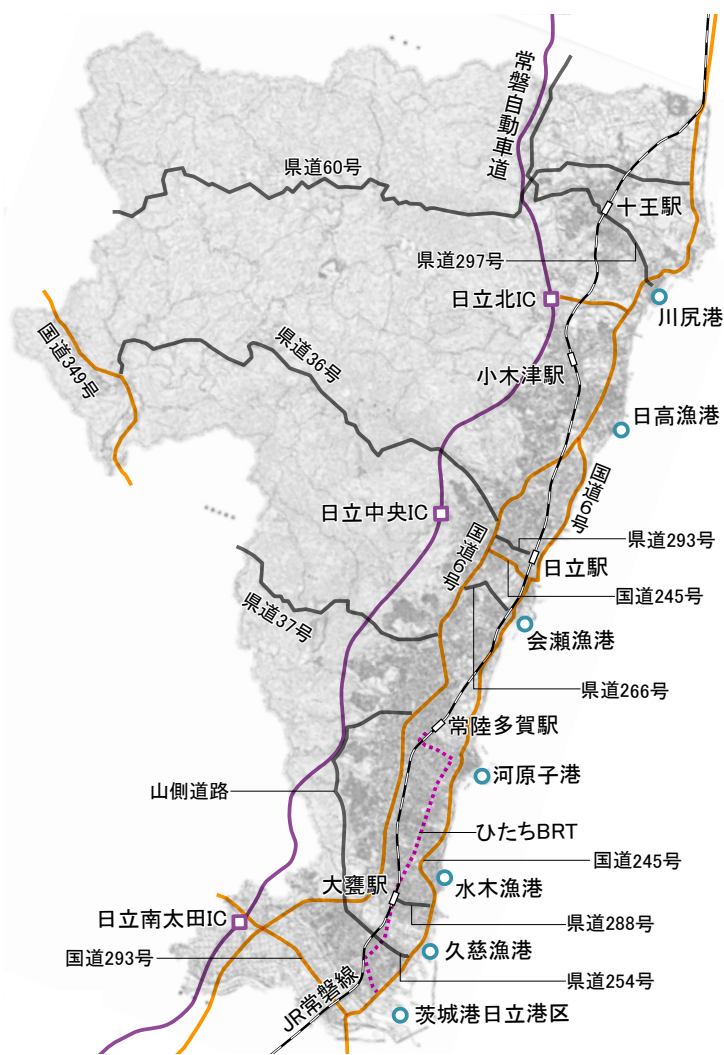 常磐自動車道
県道60号
十王駅
県道297号
日立北IC
川尻港
国道349号
県道36号
小木津駅
日高漁港
国道6号
日立中央IC
国道6号
県道293号
日立駅
国道245号
県道37号
会瀬漁港
県道266号
常陸多賀駅
河原子港
山側道路
ひたちBRT
国道245号
大甕駅
水木漁港
日立南太田IC
県道288号
国道293号
久慈漁港
県道254号
JR常磐線
茨城港日立港区